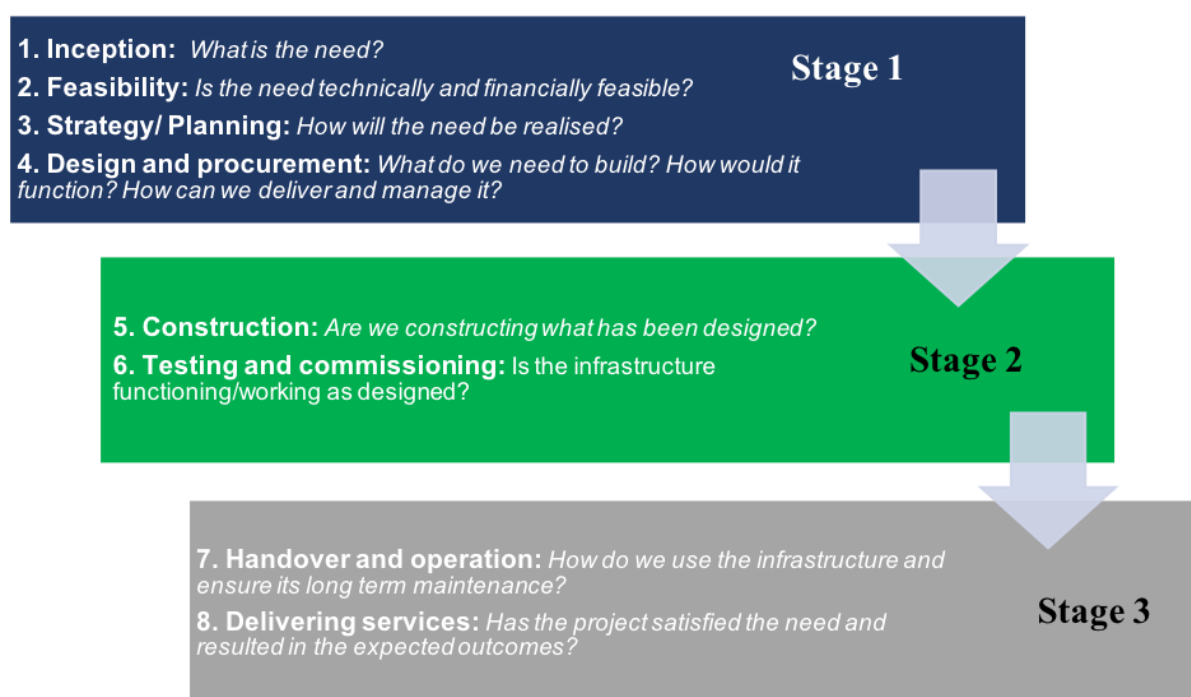 1. Inception: What is the need?
Stage 1
2. Feasibility: Is the need technically and financially feasible?
3. Strategy/ Planning: How will the need be realised?
4. Design and procurement: What do we need to build? How would it
function? How can we deliver and manage it?
5. Construction: Are we constructing what has been designed?
6. Testing and commissioning: Is the infrastructure
functioning/working as designed?
Stage 2
7. Handover and operation: How do we use the infrastructure and
ensure its long term maintenance?
8. Delivering services: Has the project satisfied the need and
resulted in the expected outcomes?
Stage 3